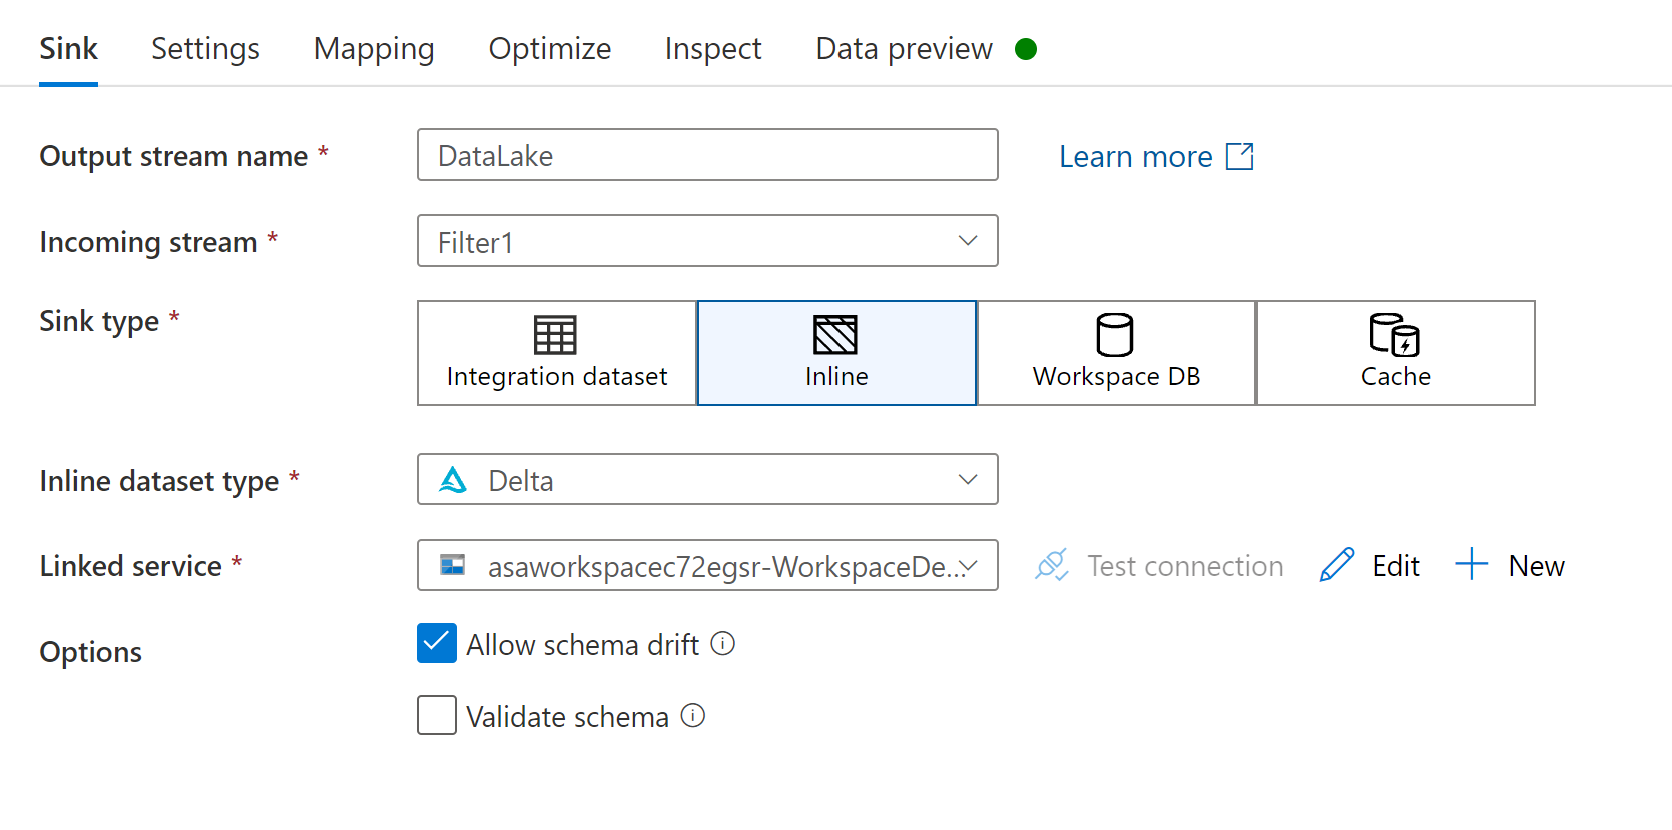 Sink Settings Mapping Optimize Inspect Data preview
Output stream name * DataLake Learn more
Incoming stream * Filter1
Sink type *
Integration dataset Inline Workspace DB Cache
Inline dataset type * Delta
Linked service * asaworkspacec72egsr-WorkspaceDe... Test connection Edit New
Options Allow schema drift
Validate schema